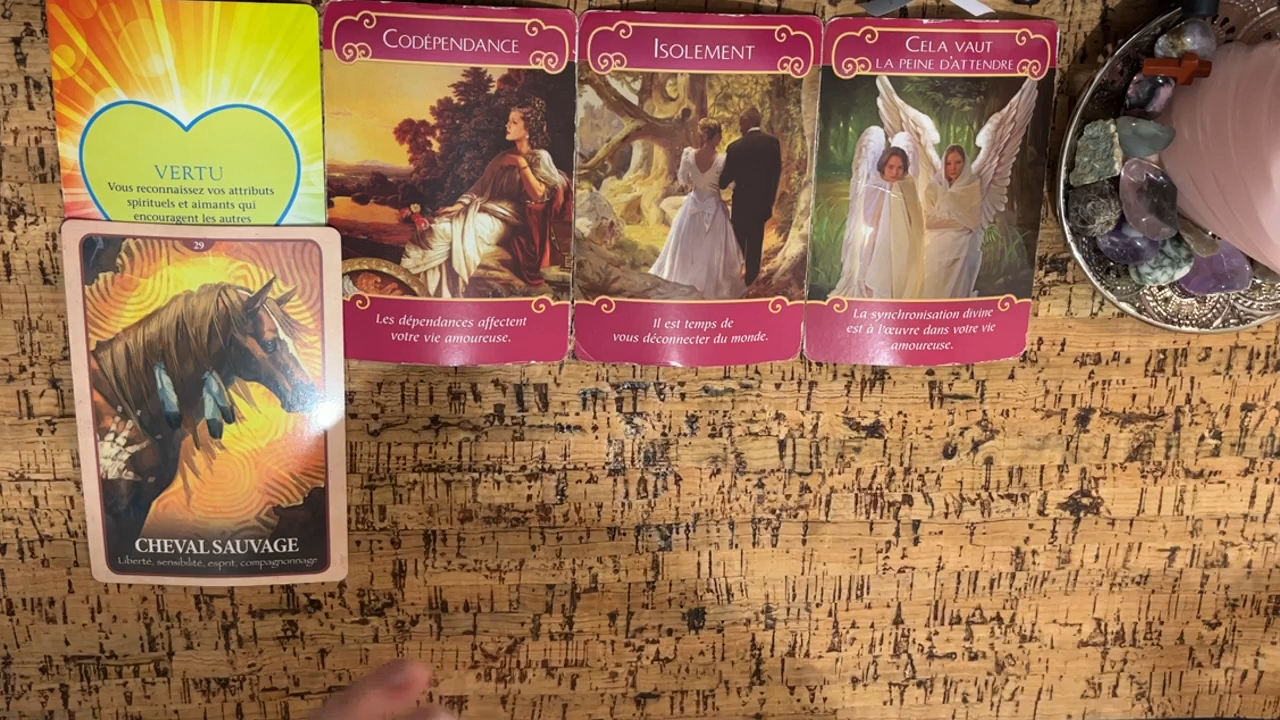 VERTU
Vous reconnaissez vos attributs
spirituels et aimants qui
encouragent les autres
CODÉPENDANCE
Les dépendances affectent
votre vie amoureuse.
ISOLEMENT
Il est temps de
vous déconnecter du monde.
CELA VAUT
LA PEINE D'ATTENDRE
La synchronisation divine
est à l'œuvre dans votre vie
amoureuse.
29
CHEVAL SAUVAGE
Liberté, sensibilité, esprit, compagnonnage